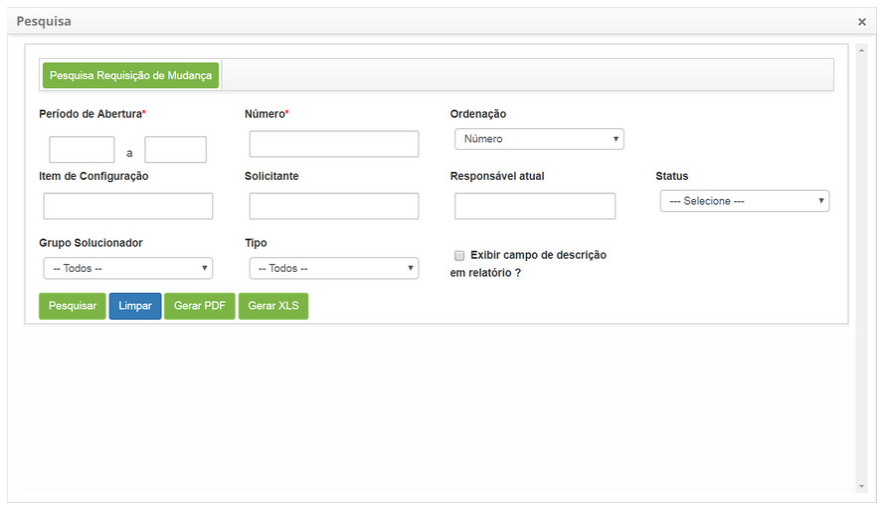 Pesquisa ×
Pesquisa Requisição de Mudança
Período de Abertura* Número* Ordenação
a Número
Item de Configuração Solicitante Responsável atual Status
--- Selecione ---
Grupo Solucionador Tipo
-- Todos -- -- Todos -- Exibir campo de descrição
em relatório ?
Pesquisar Limpar Gerar PDF Gerar XLS